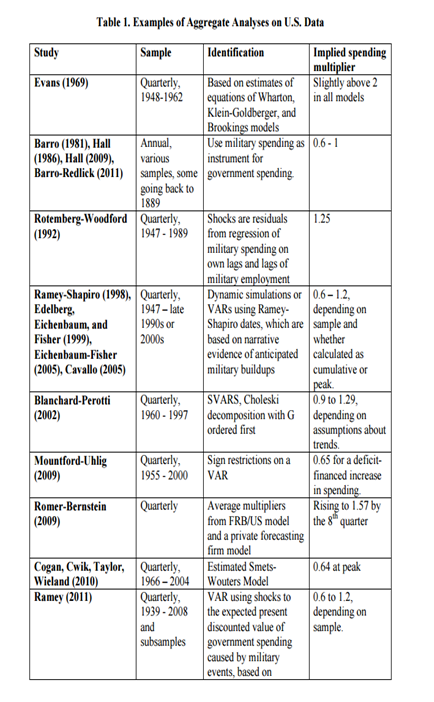 Table 1. Examples of Aggregate Analyses on U.S. Data
Study Sample Identification Implied spending
multiplier
Evans (1969) Quarterly, Based on estimates of Slightly above 2
1948-1962 equations of Wharton, in all models
Klein-Goldberger, and
Brookings models
Barro (1981), Hall Annual, Use military spending as 0.6 - 1
(1986), Hall (2009), various instrument for
Barro-Redlick (2011) samples, some government spending.
going back to
1889
Rotemberg-Woodford Quarterly, Shocks are residuals 1.25
(1992) 1947 - 1989 from regression of
military spending on
own lags and lags of
military employment
Ramey-Shapiro (1998), Quarterly, Dynamic simulations or 0.6 – 1.2,
Edelberg, 1947 – late VARs using Ramey- depending on
Eichenbaum, and 1990s or Shapiro dates, which are sample and
Fisher (1999), 2000s based on narrative whether
Eichenbaum-Fisher evidence of anticipated calculated as
(2005), Cavallo (2005) military buildups cumulative or
peak.
Blanchard-Perotti Quarterly, SVARS, Choleski 0.9 to 1.29,
(2002) 1960 - 1997 decomposition with G depending on
ordered first assumptions about
trends.
Mountford-Uhlig Quarterly, Sign restrictions on a 0.65 for a deficit-
(2009) 1955 - 2000 VAR financed increase
in spending.
Romer-Bernstein Quarterly Average multipliers Rising to 1.57 by
(2009) from FRB/US model the 8th quarter
and a private forecasting
firm model
Cogan, Cwik, Taylor, Quarterly, Estimated Smets- 0.64 at peak
Wieland (2010) 1966 – 2004 Wouters Model
Ramey (2011) Quarterly, VAR using shocks to 0.6 to 1.2,
1939 - 2008 the expected present depending on
and discounted value of sample.
subsamples government spending
caused by military
events, based on